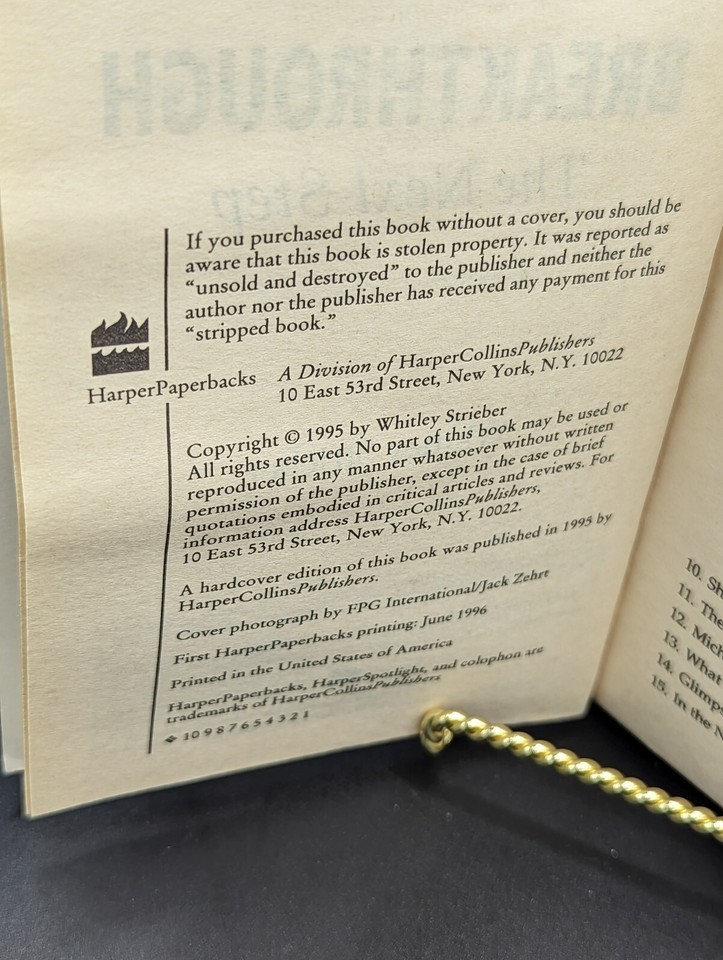 BREAKTHROUGH
The Next Step
If you purchased this book without a cover, you should be
aware that this book is stolen property. It was reported as
“unsold and destroyed” to the publisher and neither the
author nor the publisher has received any payment for this
“stripped book.”
HarperPaperbacks
A Division of HarperCollinsPublishers
10 East 53rd Street, New York, N.Y. 10022
Copyright © 1995 by Whitley Strieber
All rights reserved. No part of this book may be used or
reproduced in any manner whatsoever without written
permission of the publisher, except in the case of brief
quotations embodied in critical articles and reviews. For
information address HarperCollinsPublishers,
10 East 53rd Street, New York, N.Y. 10022.
A hardcover edition of this book was published in 1995 by
HarperCollinsPublishers.
Cover photograph by FPG International/Jack Zehrt
First HarperPaperbacks printing: June 1996
Printed in the United States of America
HarperPaperbacks, HarperSpotlight, and colophon are
trademarks of HarperCollinsPublishers
10 9 8 7 6 5 4 3 2 1
10.
11. The
12.
13. What
14.
15. In the